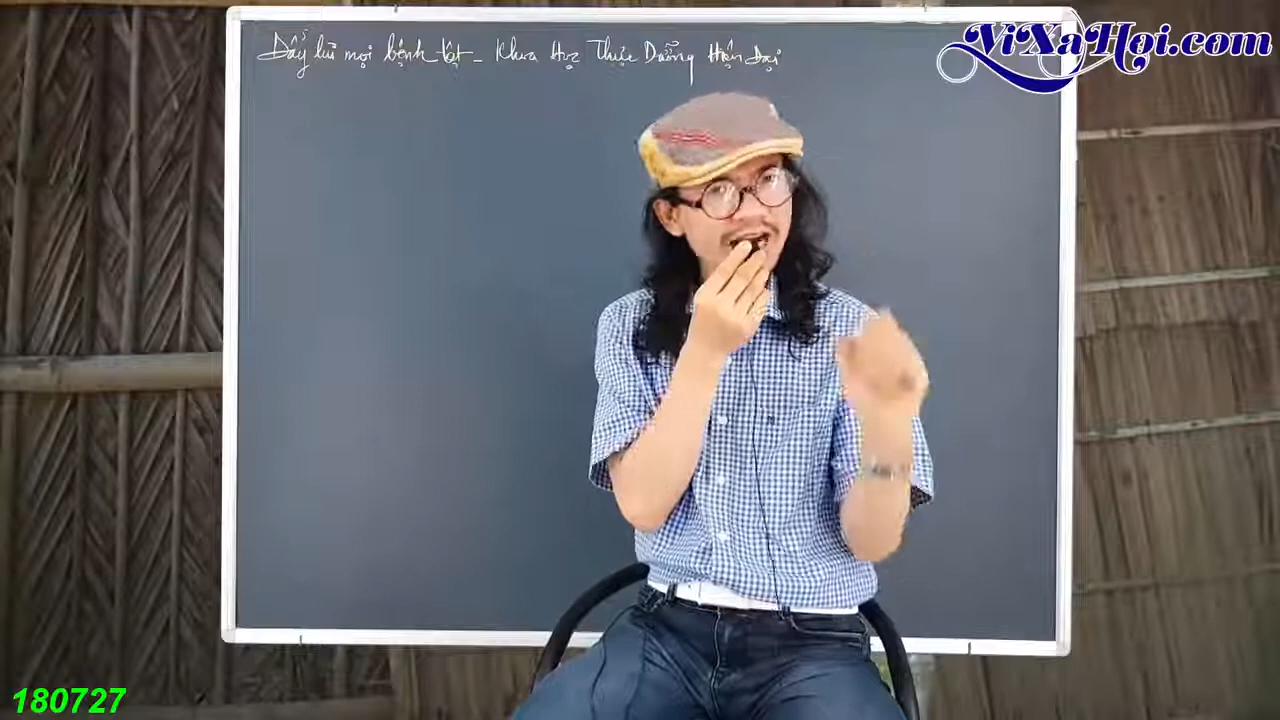 Đẩy lùi mọi bệnh tật - Khoa Học Thực Dưỡng Hiện Đại
ViXaHoi.com
180727